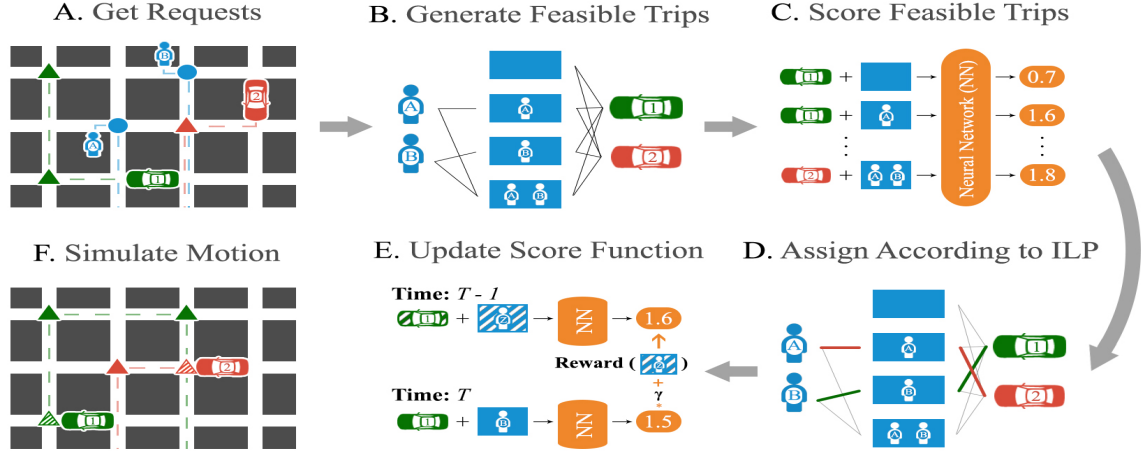 A. Get Requests
B
2
A
1
B. Generate Feasible Trips
A
B
A
B
A B
1
2
C. Score Feasible Trips
1 + 0.7
1 + A 1.6
2 + A B 1.8
Neural Network (NN)
D. Assign According to ILP
A
B
A
B
A B
1
2
E. Update Score Function
Time: T - 1
1 + Z NN 1.6
Reward ( Z )
+
γ
*
Time: T
1 + B NN 1.5
F. Simulate Motion
2
1